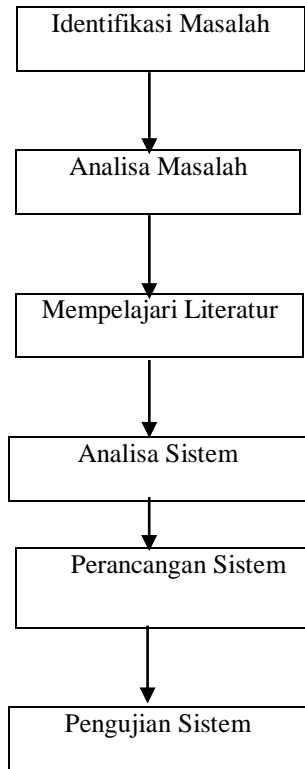 Identifikasi Masalah
Analisa Masalah
Mempelajari Literatur
Analisa Sistem
Perancangan Sistem
Pengujian Sistem